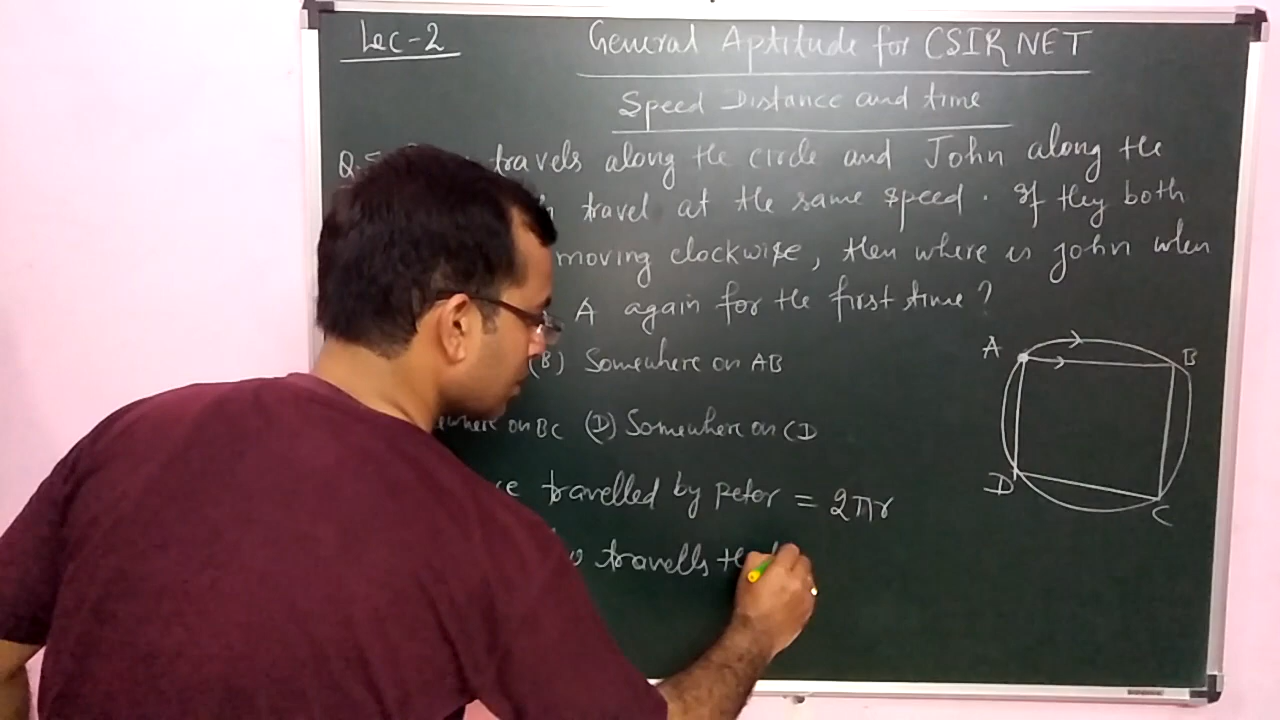 Lec-2
General Aptitude for CSIR NET
Speed Distance and time
travels along the circle and John along the
travel at the same speed. If they both
moving clockwise, then where is john when
A again for the first time?
(B) Somewhere on AB
on BC (D) Somewhere on CD
travelled by peter = 2πr
travells
A
B
D
C